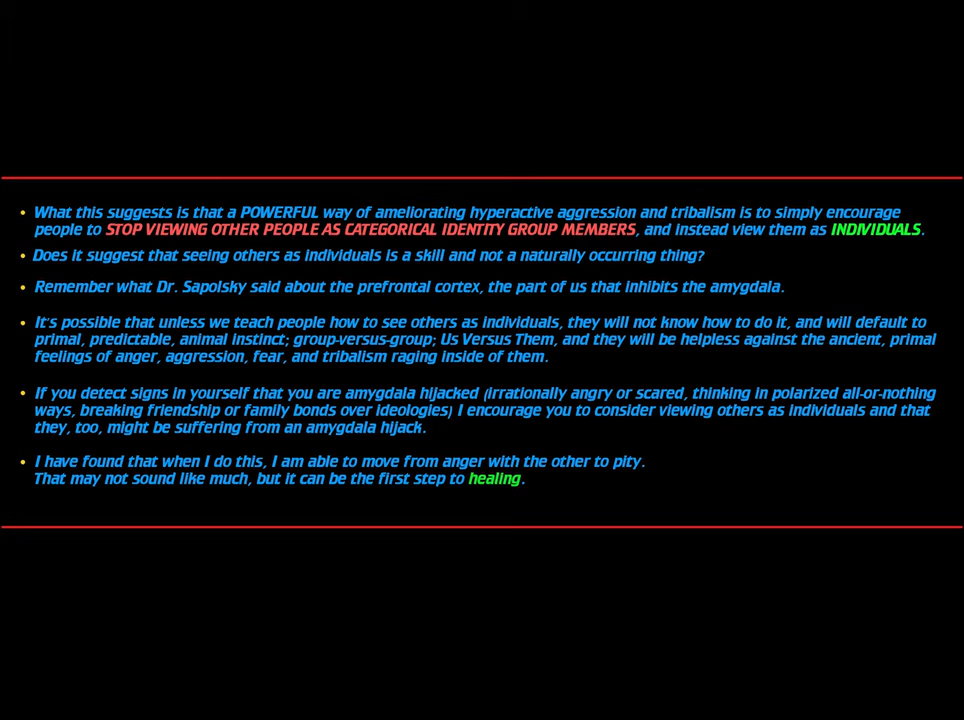 • What this suggests is that a POWERFUL way of ameliorating hyperactive aggression and tribalism is to simply encourage
people to STOP VIEWING OTHER PEOPLE AS CATEGORICAL IDENTITY GROUP MEMBERS, and instead view them as INDIVIDUALS.
• Does it suggest that seeing others as individuals is a skill and not a naturally occurring thing?
• Remember what Dr. Sapolsky said about the prefrontal cortex, the part of us that inhibits the amygdala.
• It's possible that unless we teach people how to see others as individuals, they will not know how to do it, and will default to
primal, predictable, animal instinct; group-versus-group; Us Versus Them, and they will be helpless against the ancient, primal
feelings of anger, aggression, fear, and tribalism raging inside of them.
• If you detect signs in yourself that you are amygdala hijacked (irrationally angry or scared, thinking in polarized all-or-nothing
ways, breaking friendship or family bonds over ideologies) I encourage you to consider viewing others as individuals and that
they, too, might be suffering from an amygdala hijack.
• I have found that when I do this, I am able to move from anger with the other to pity.
That may not sound like much, but it can be the first step to healing.